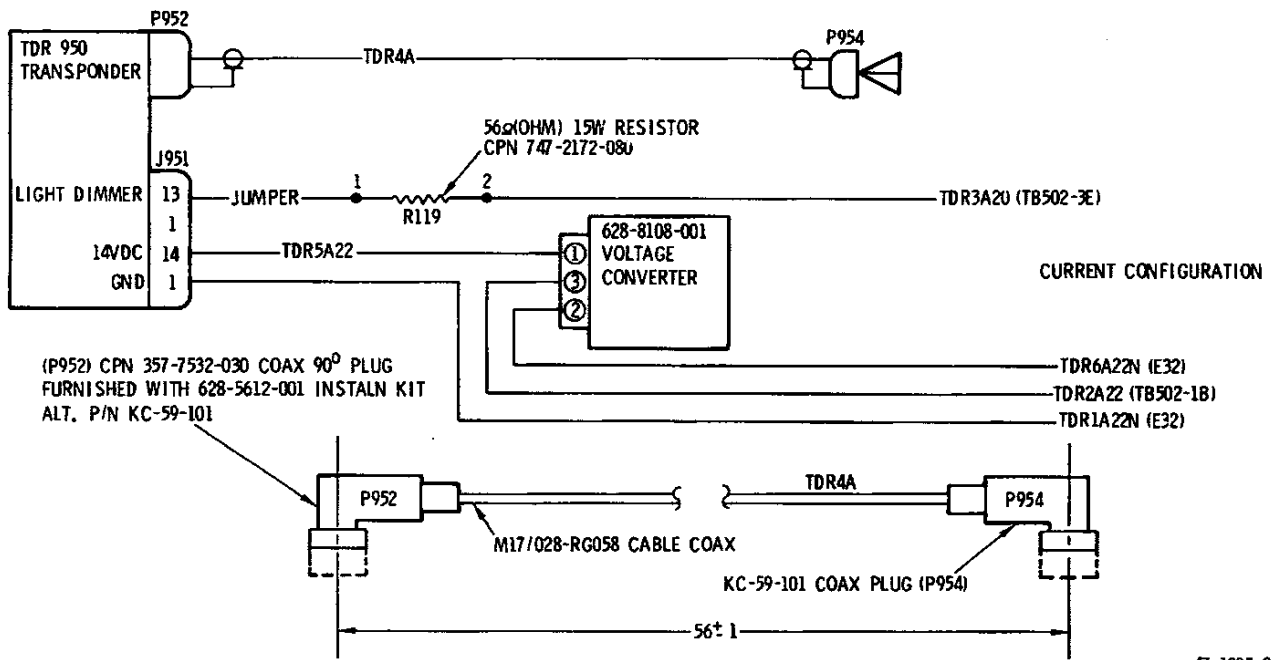 P952
TDR 950
TRANSPONDER
TDR4A
P954
56Ω(OHM) 15W RESISTOR
CPN 747-2172-080
J951
LIGHT DIMMER 13
JUMPER
1
R119
2
TDR3A20 (TB502-3E)
1
14VDC 14
TDR5A22
GND 1
628-8108-001
VOLTAGE
CONVERTER
1
3
2
CURRENT CONFIGURATION
TDR6A22N (E32)
TDR2A22 (TB502-1B)
TDR1A22N (E32)
(P952) CPN 357-7532-030 COAX 90° PLUG
FURNISHED WITH 628-5612-001 INSTALN KIT
ALT. P/N KC-59-101
P952
TDR4A
P954
M17/028-RG058 CABLE COAX
KC-59-101 COAX PLUG (P954)
56± 1